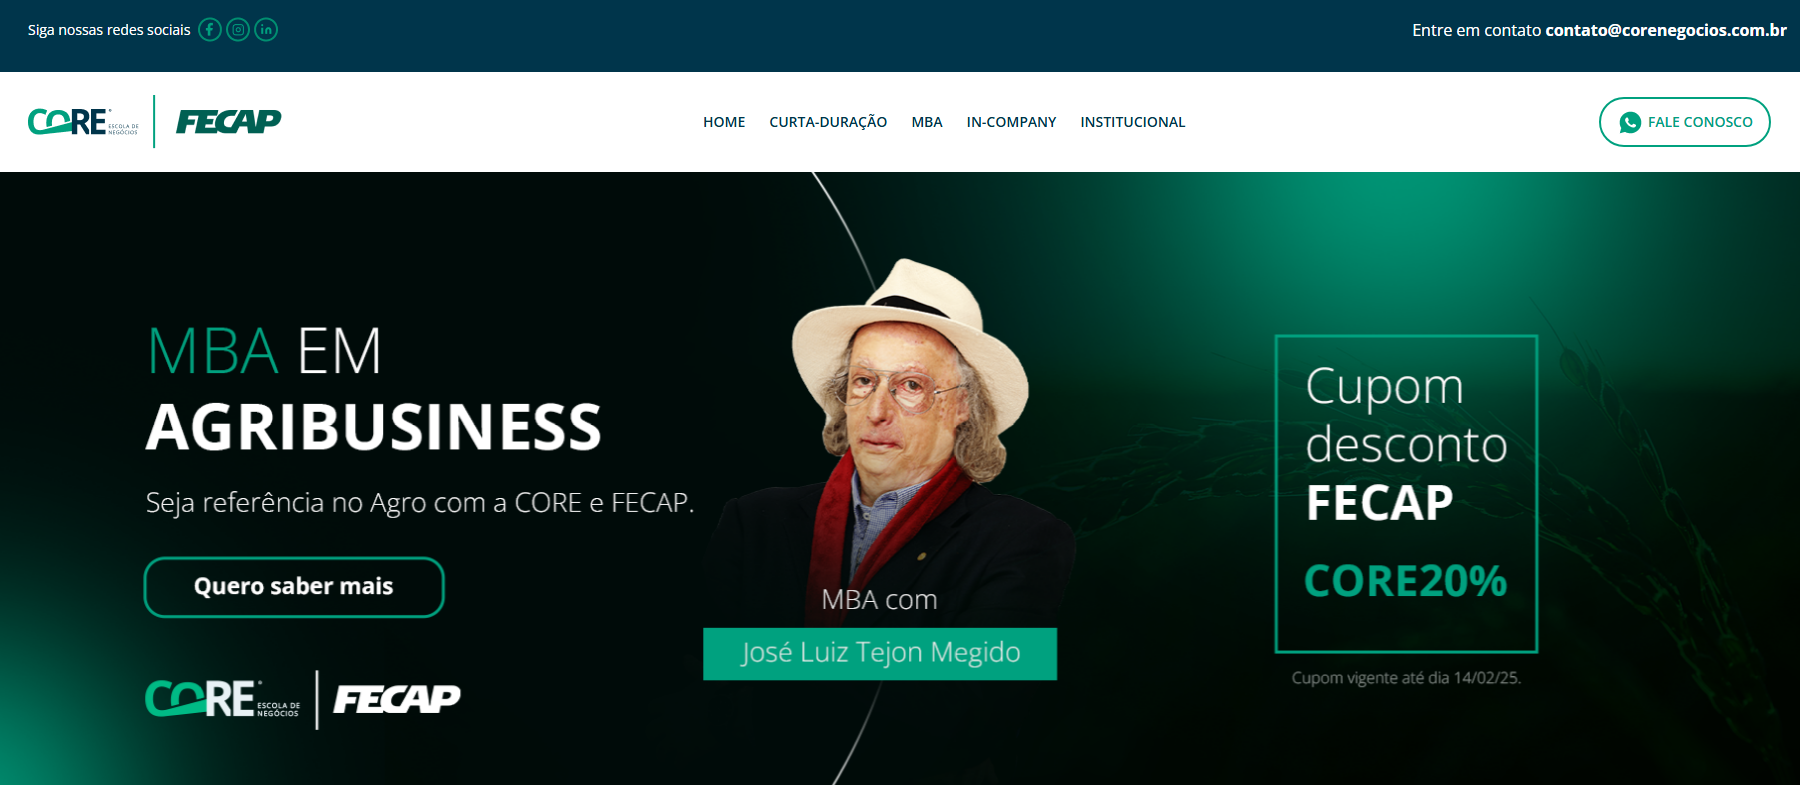 Siga nossas redes sociais
Entre em contato contato@corenegocios.com.br
CORE ESCOLA DE NEGÓCIOS
FECAP
HOME CURTA-DURAÇÃO MBA IN-COMPANY INSTITUCIONAL
FALE CONOSCO
MBA EM
AGRIBUSINESS
Seja referência no Agro com a CORE e FECAP.
Quero saber mais
CORE ESCOLA DE NEGÓCIOS
FECAP
MBA com
José Luiz Tejon Megido
Cupom
desconto
FECAP
CORE20%
Cupom vigente até dia 14/02/25.